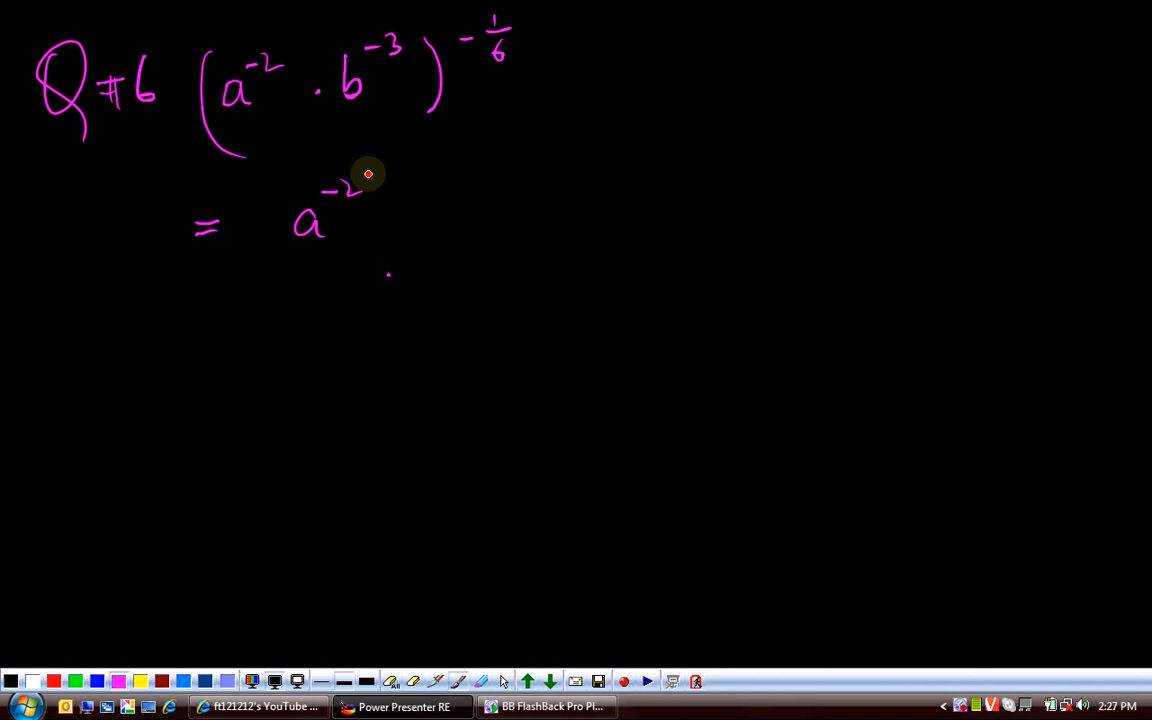 Q#6 (a⁻² · b⁻³)^(-1/6)
= a⁻²
ft121212's YouTube ... Power Presenter RE BB FlashBack Pro Pl... 2:27 PM